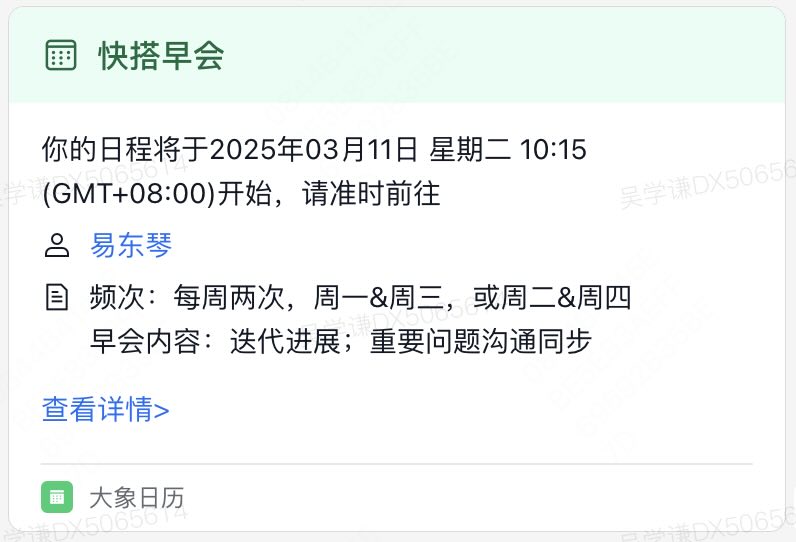 快搭早会
你的日程将于2025年03月11日 星期二 10:15
(GMT+08:00)开始，请准时前往
易东琴
频次：每周两次，周一&周三，或周二&周四
早会内容：迭代进展；重要问题沟通同步
查看详情>
大象日历
吴学谦DX5065614